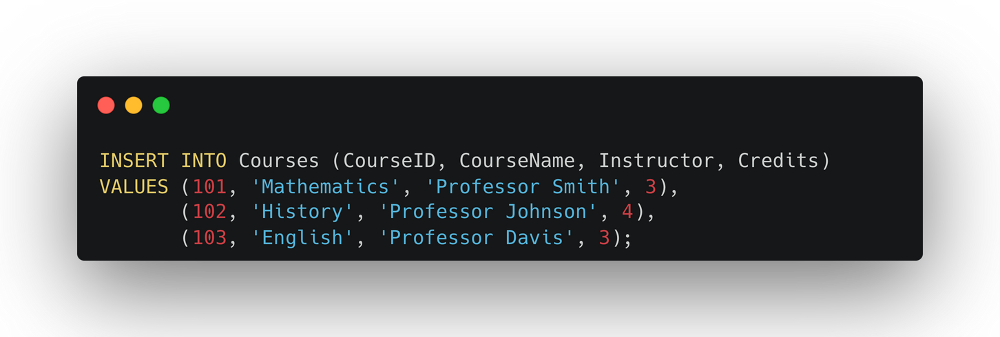 INSERT INTO Courses (CourseID, CourseName, Instructor, Credits)
VALUES (101, 'Mathematics', 'Professor Smith', 3),
(102, 'History', 'Professor Johnson', 4),
(103, 'English', 'Professor Davis', 3);